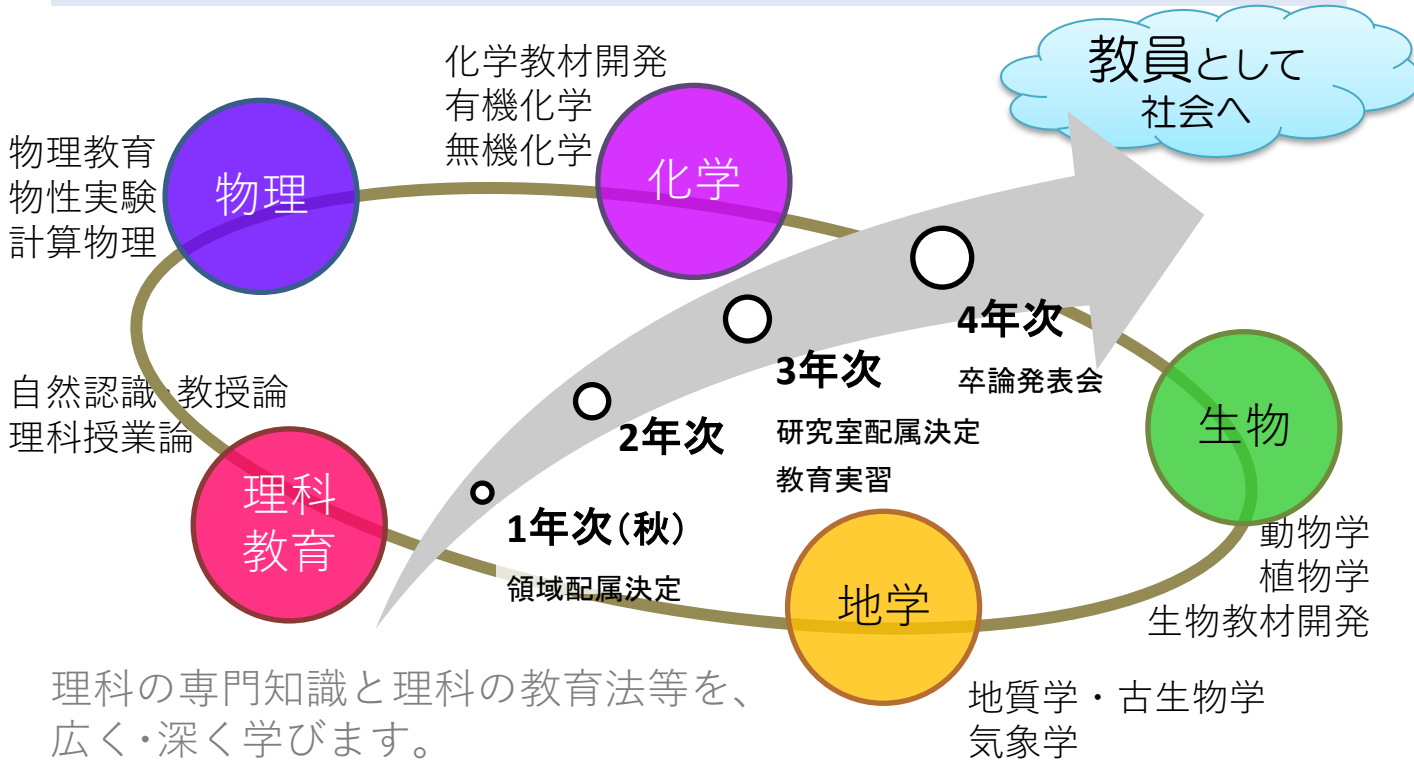 教員として
社会へ
化学教材開発
有機化学
無機化学
化学
物理教育
物性実験
計算物理
物理
4年次
卒論発表会
3年次
研究室配属決定
教育実習
自然認識・教授論
理科授業論
2年次
生物
理科
教育
1年次(秋)
領域配属決定
動物学
植物学
生物教材開発
地学
地質学・古生物学
気象学
理科の専門知識と理科の教育法等を、
広く・深く学びます。